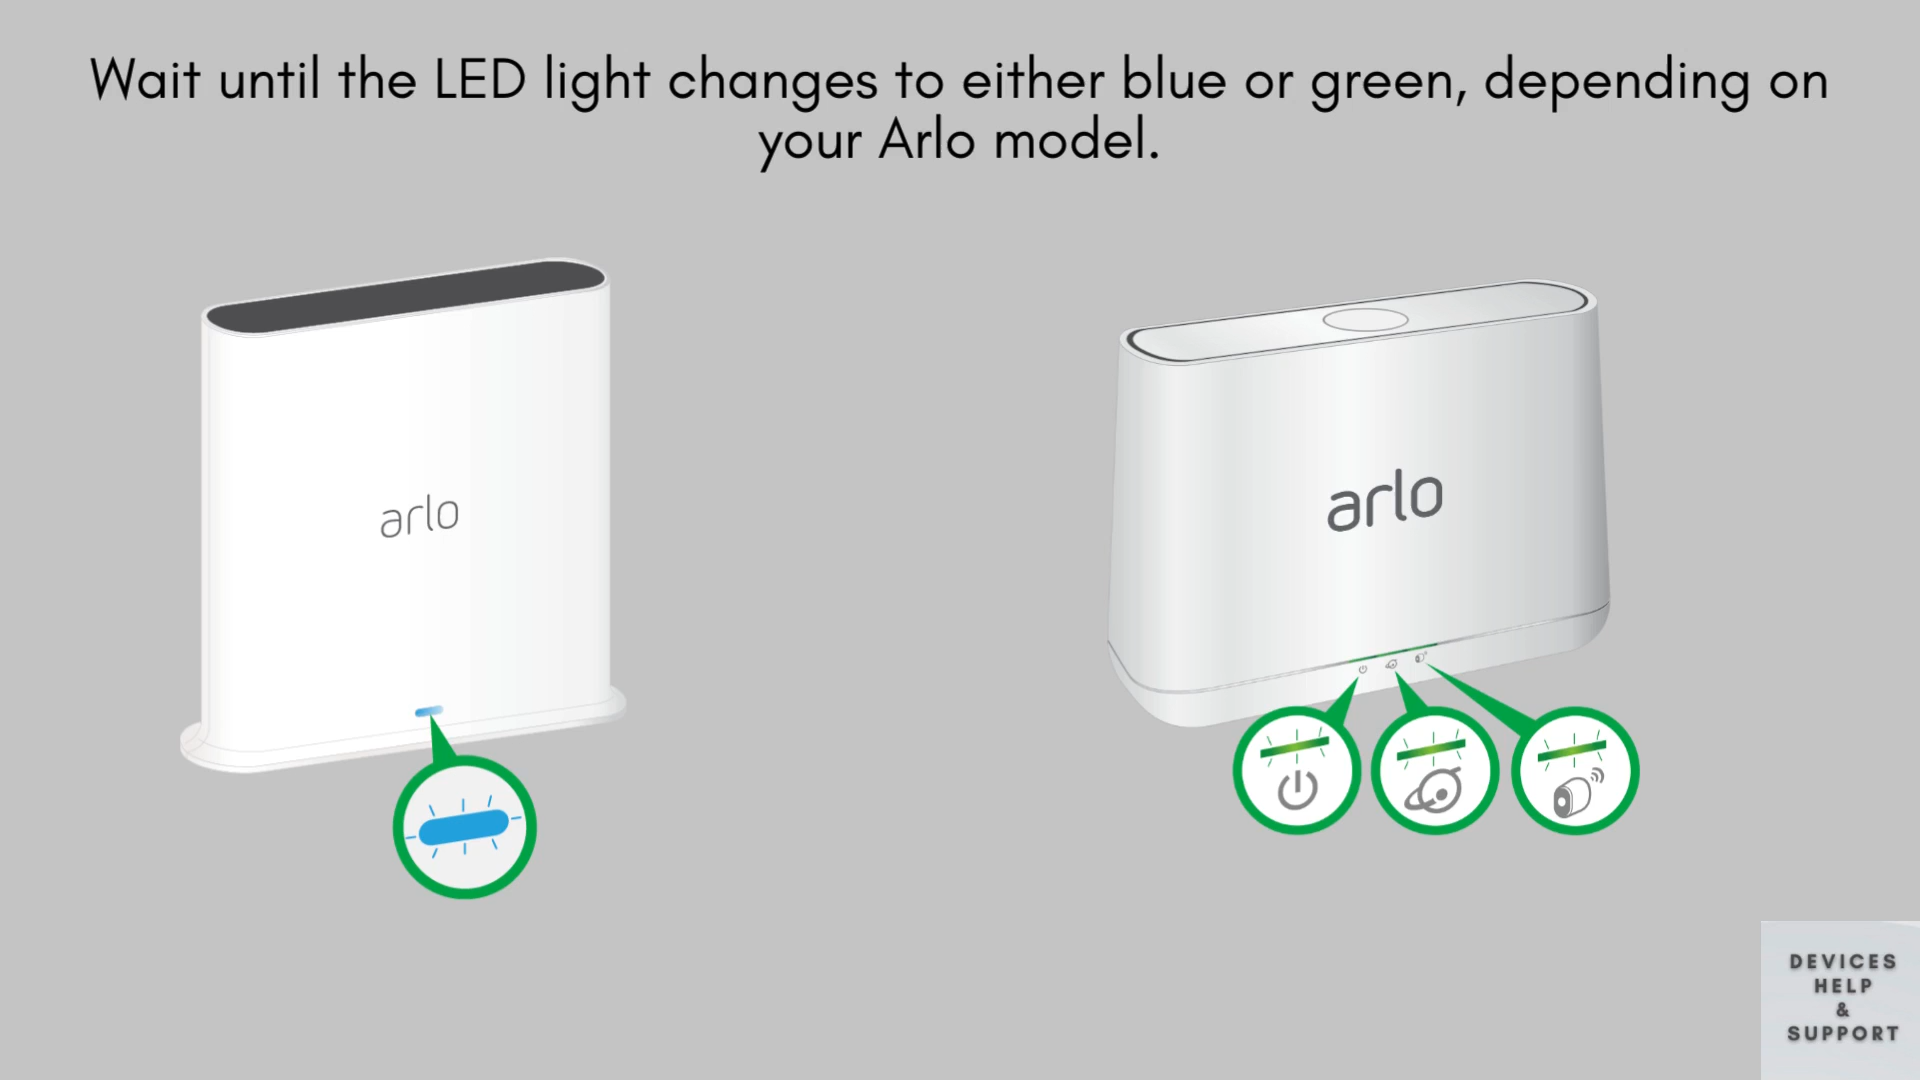 Wait until the LED light changes to either blue or green, depending on
your Arlo model.
arlo
arlo
DEVICES
HELP
&
SUPPORT